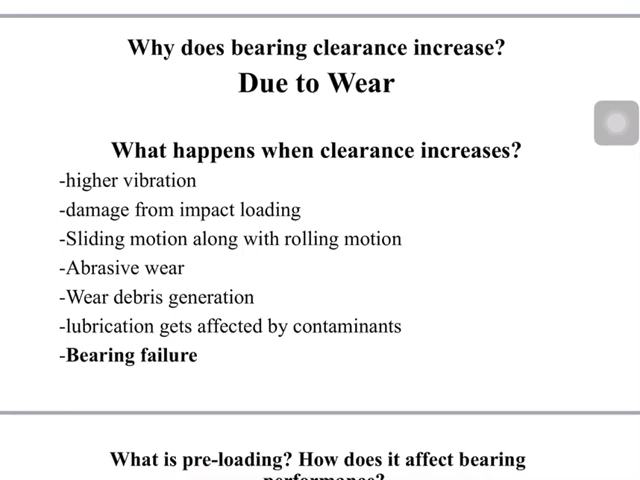 Why does bearing clearance increase?
Due to Wear
What happens when clearance increases?
-higher vibration
-damage from impact loading
-Sliding motion along with rolling motion
-Abrasive wear
-Wear debris generation
-lubrication gets affected by contaminants
-Bearing failure
What is pre-loading? How does it affect bearing
performance?